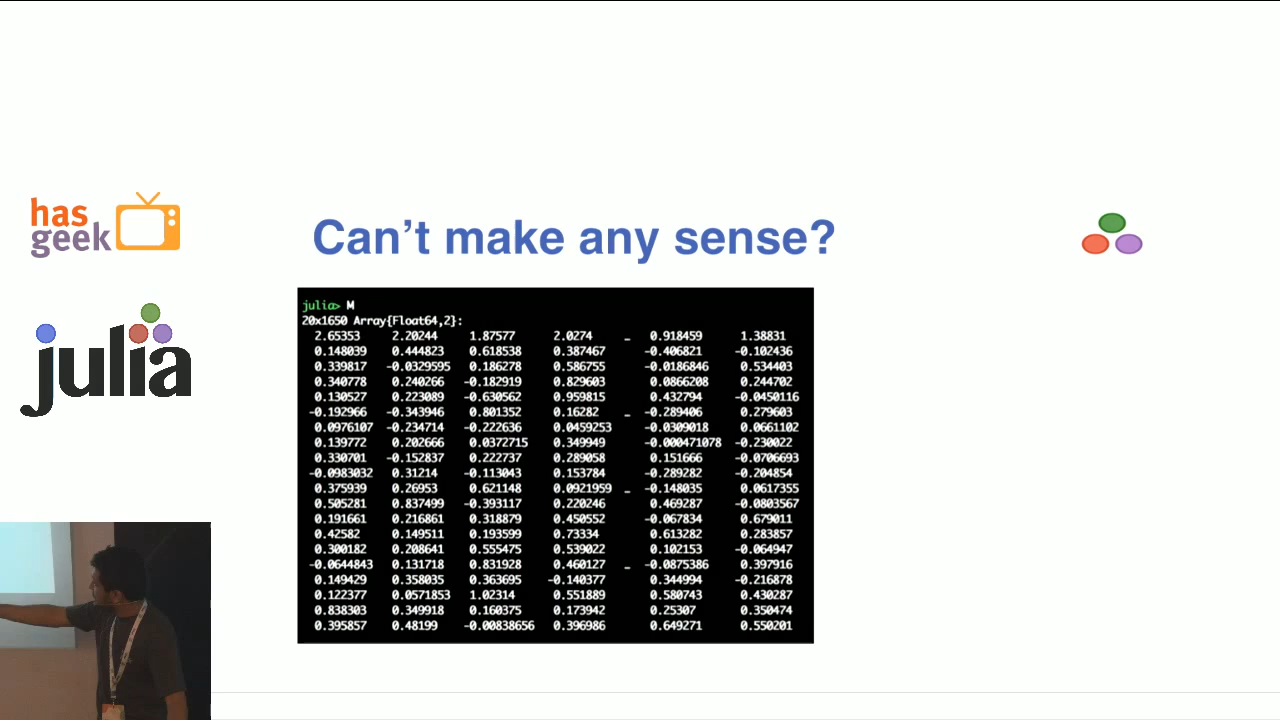 has
geek
julia
Can't make any sense?
julia> M
20x1650 Array{Float64,2}:
2.65353 2.20244 1.87577 2.0274 … 0.918459 1.38831
0.148039 0.444823 0.618538 0.387467 -0.406821 -0.102436
0.339817 -0.0329595 0.186278 0.586755 -0.0186846 0.534403
0.340778 0.240266 -0.182919 0.829603 0.0866208 0.244702
0.130527 0.223089 -0.630562 0.959815 0.432794 -0.0450116
-0.192966 -0.343946 0.801352 0.16282 … -0.289406 0.279603
0.0976107 -0.234714 -0.222636 0.0459253 -0.0309018 0.0661102
0.139772 0.202666 0.0372715 0.349949 -0.000471078 -0.230022
0.330701 -0.152837 0.222737 0.289058 0.151666 -0.0706693
-0.0983032 0.31214 -0.113043 0.153784 -0.289282 -0.204854
0.375939 0.26953 0.621148 0.0921959 … -0.148035 0.0617355
0.505281 0.837499 -0.393117 0.220246 0.469287 -0.0803567
0.191661 0.216861 0.318879 0.450552 -0.067834 0.679011
0.42582 0.149511 0.193599 0.73334 0.613282 0.283857
0.300182 0.208641 0.555475 0.539022 0.102153 -0.064947
-0.0644843 0.131718 0.831928 0.460127 … -0.0875386 0.397916
0.149429 0.358035 0.363695 -0.140377 0.344994 -0.216878
0.122377 0.0571853 1.02314 0.551889 0.580743 0.430287
0.838303 0.349918 0.160375 0.173942 0.25307 0.350474
0.395857 0.48199 -0.00838656 0.396986 0.649271 0.550201